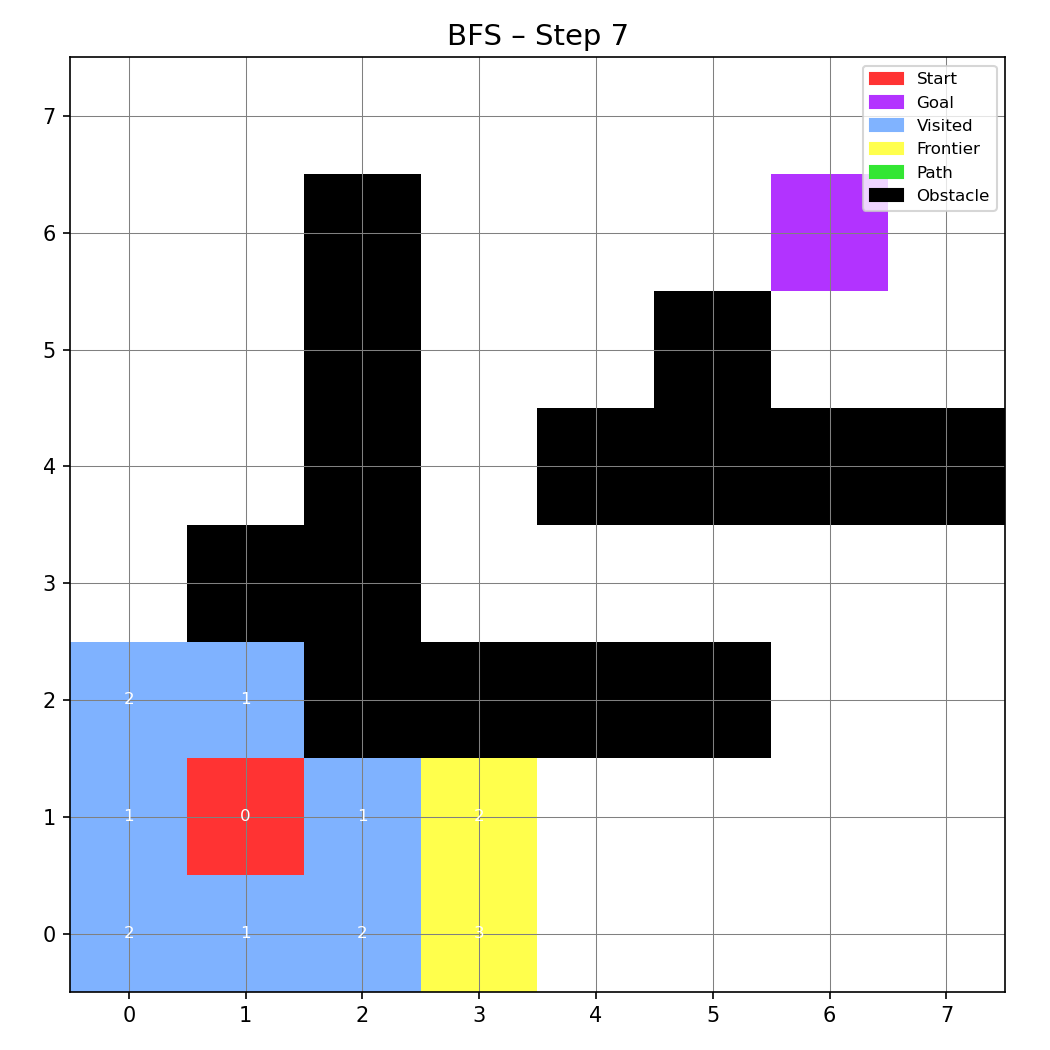 BFS – Step 7
Start
Goal
Visited
Frontier
Path
Obstacle
7
6
5
4
3
2 2 1
1 1 0 1 2
0 2 1 2 3
0 1 2 3 4 5 6 7